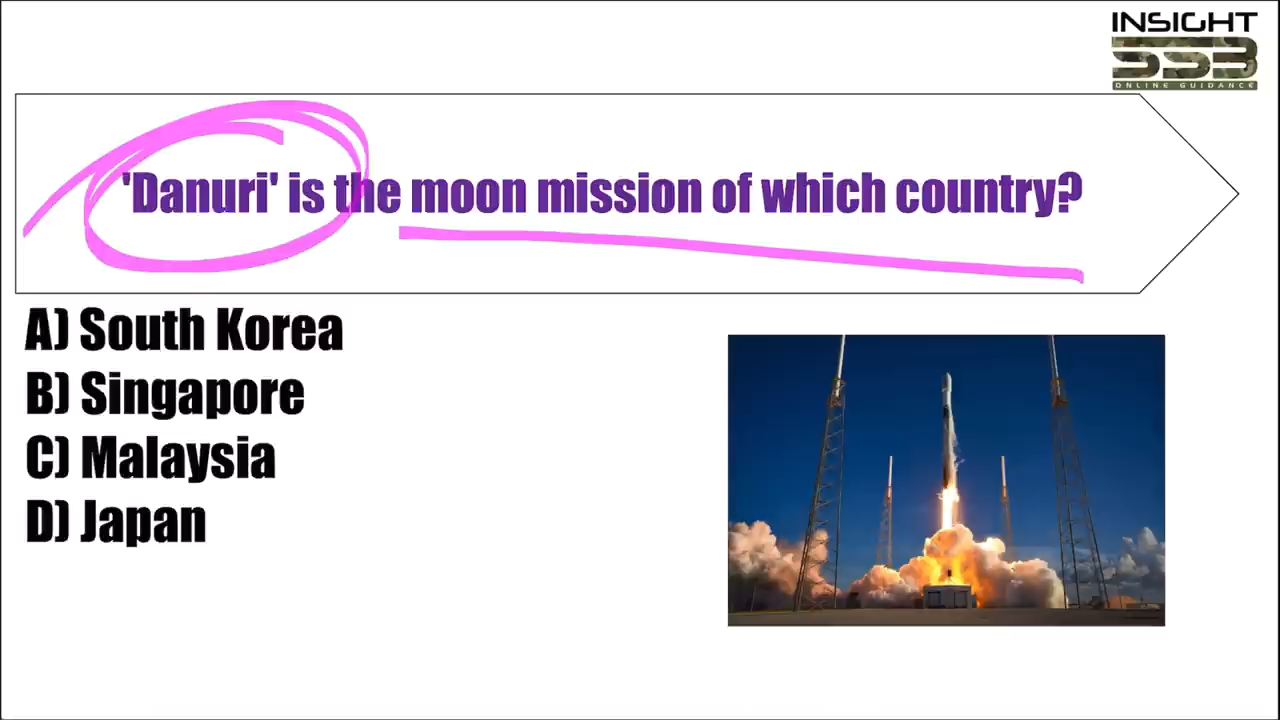 INSIGHT
SSB
ONLINE GUIDANCE
'Danuri' is the moon mission of which country?
A) South Korea
B) Singapore
C) Malaysia
D) Japan